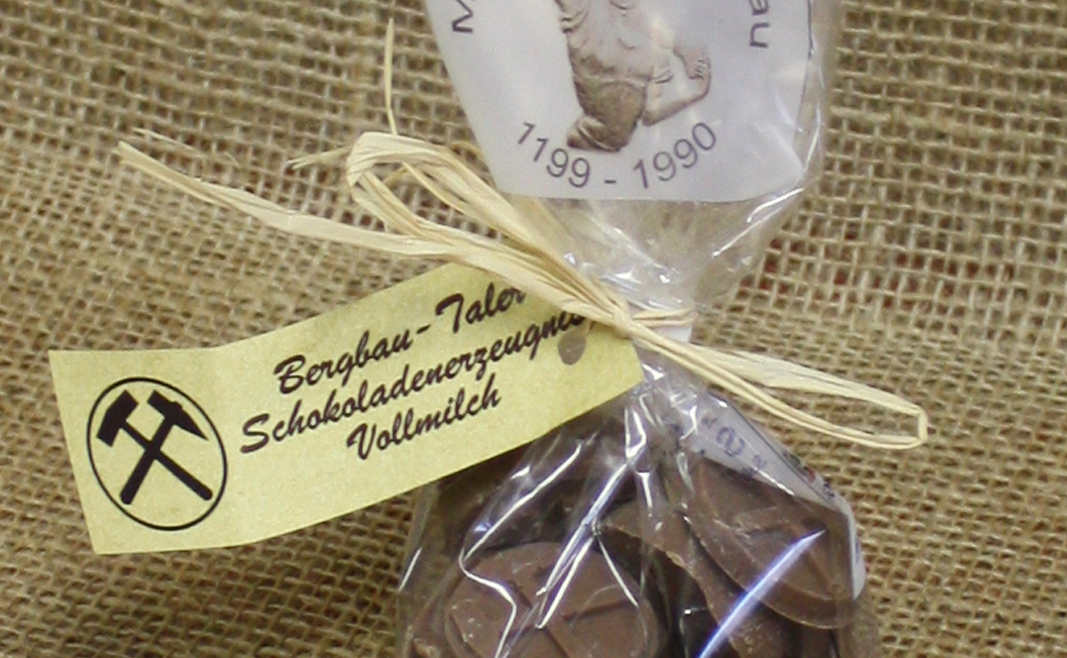 1199 - 1990
Bergbau-Taler
Schokoladenerzeugnis
Vollmilch